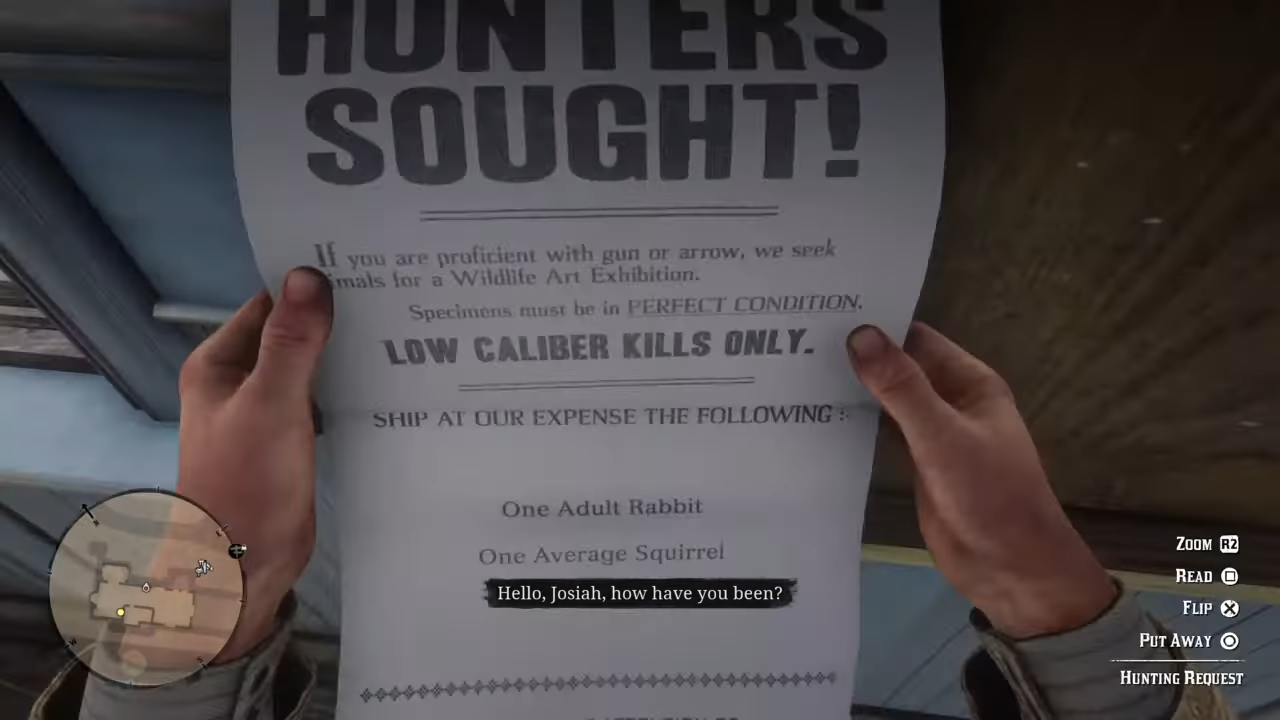 HUNTERS
SOUGHT!
If you are proficient with gun or arrow, we seek
imals for a Wildlife Art Exhibition.
Specimens must be in PERFECT CONDITION.
LOW CALIBER KILLS ONLY.
SHIP AT OUR EXPENSE THE FOLLOWING :
One Adult Rabbit
One Average Squirrel
Hello, Josiah, how have you been?
ZOOM R2
READ
FLIP
PUT AWAY
HUNTING REQUEST